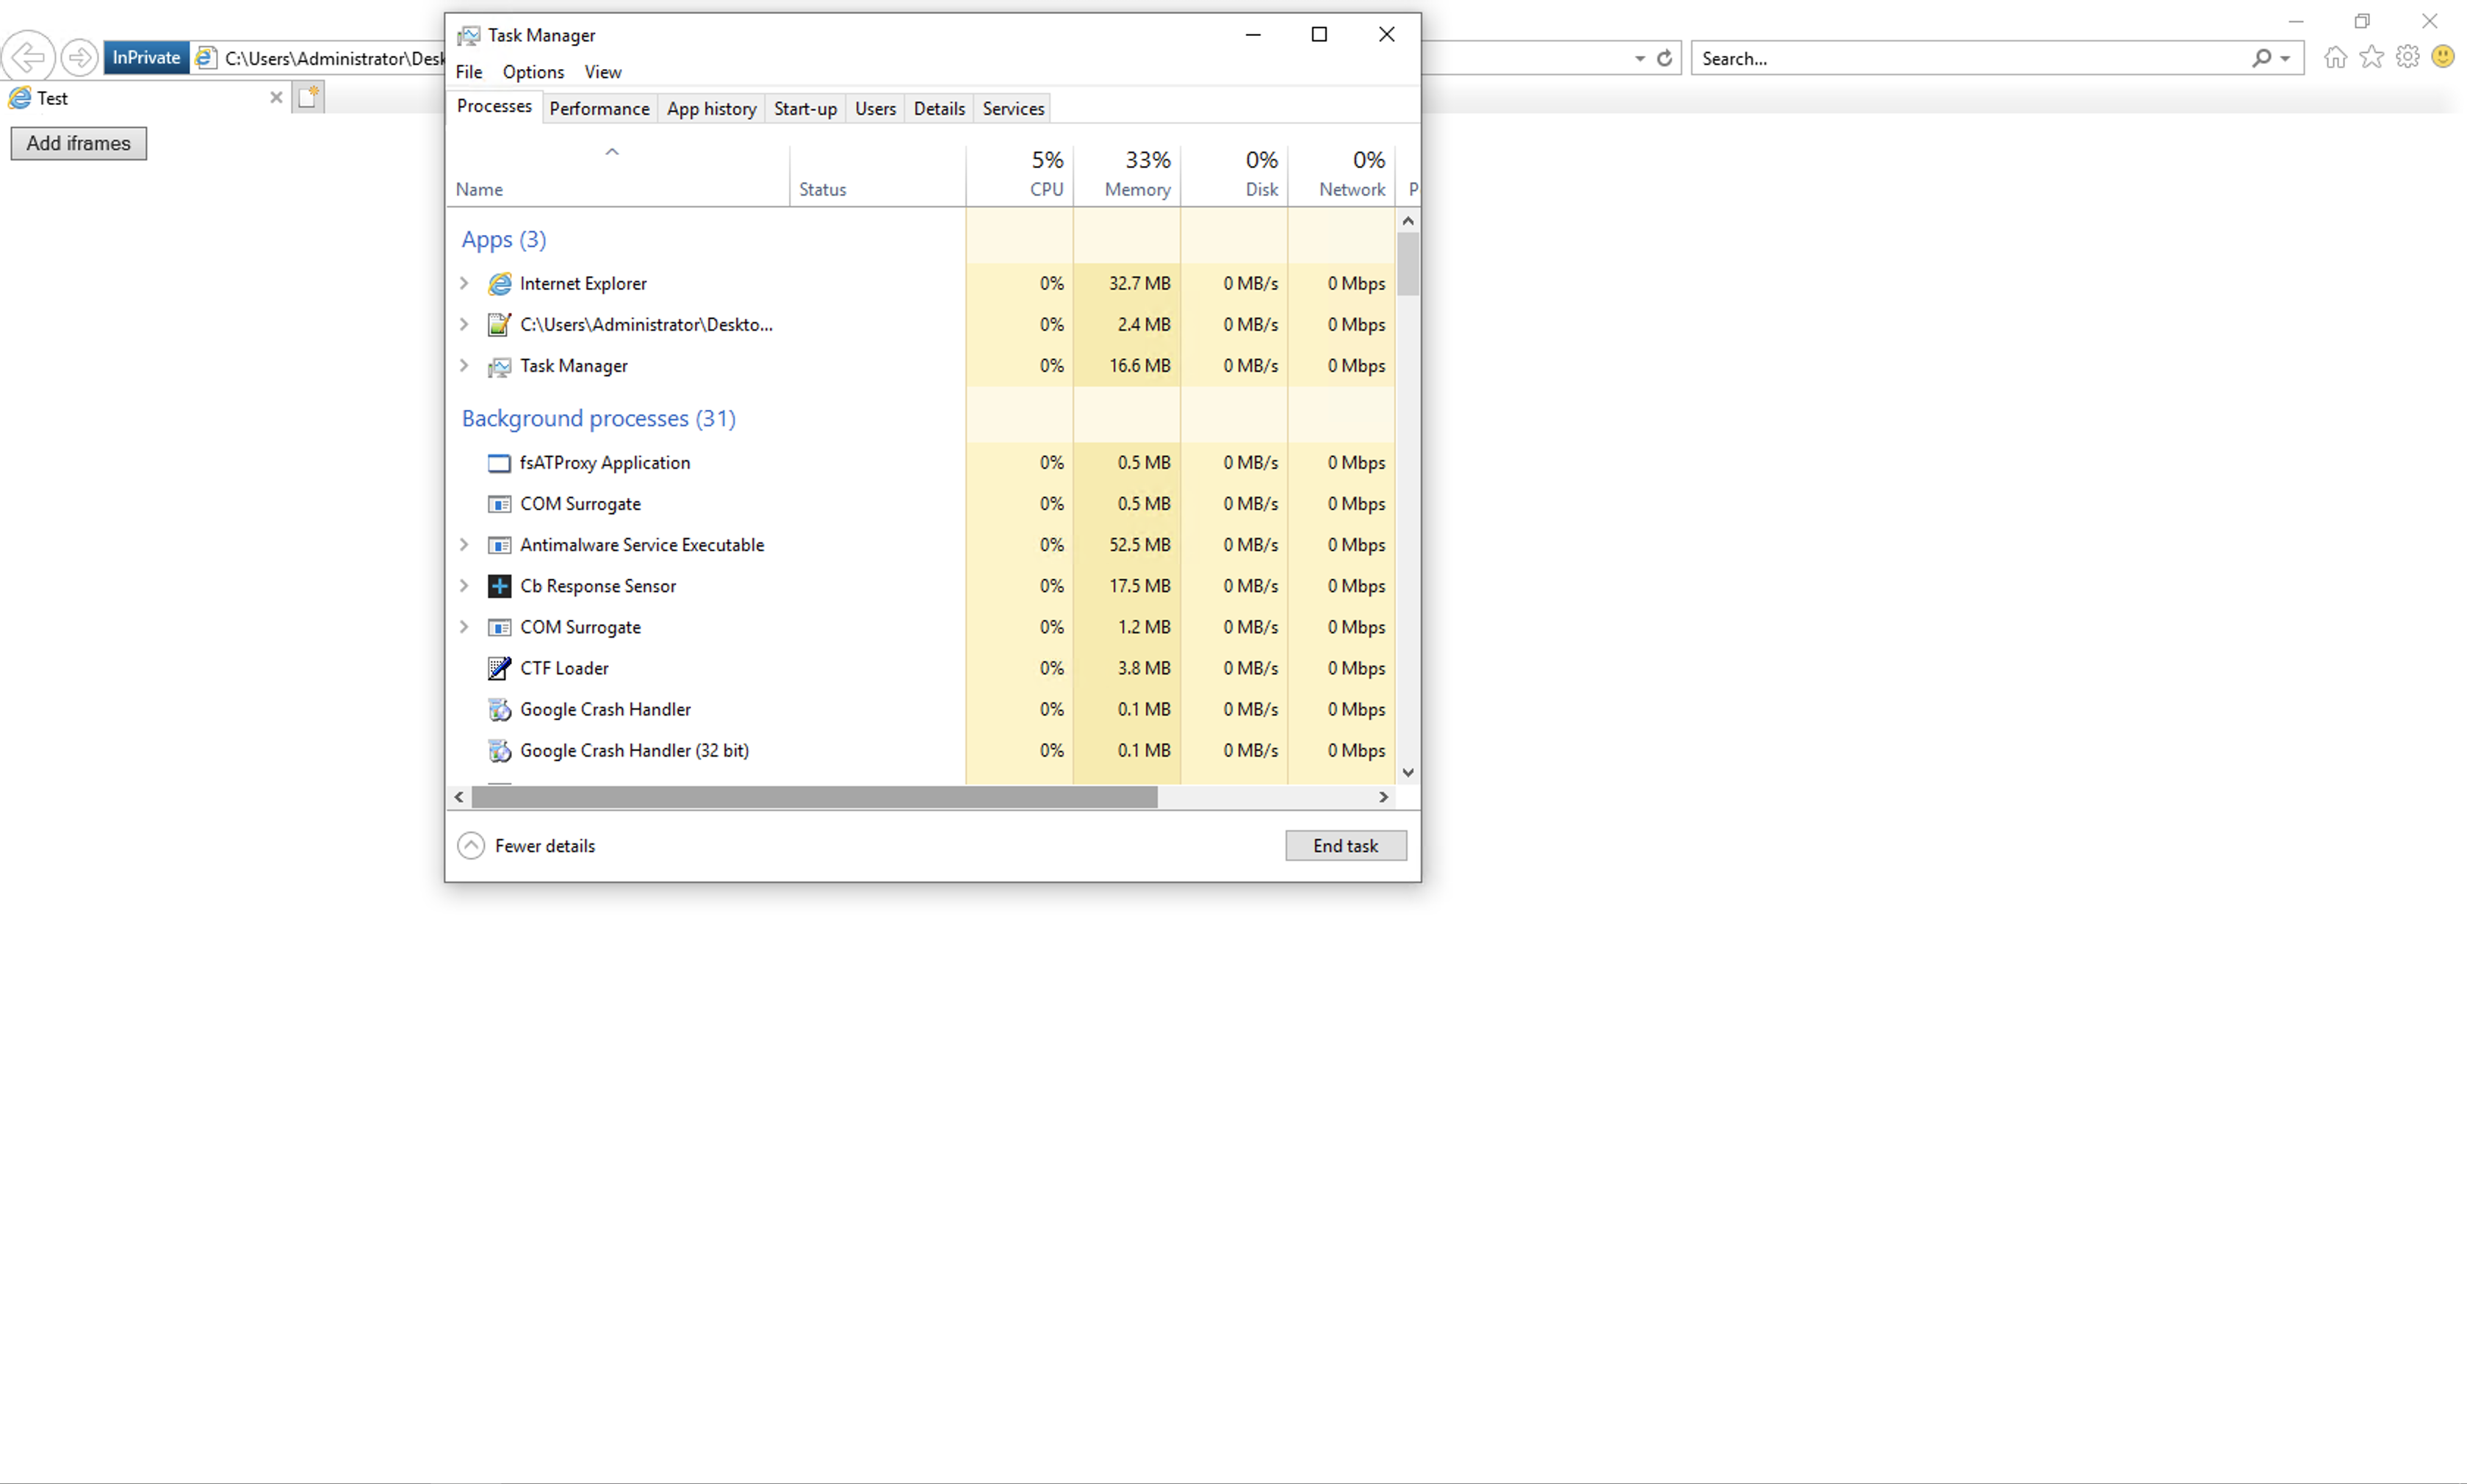 InPrivate
C:\Users\Administrator\Desk
Search...
Test
Add iframes
Task Manager
File Options View
Processes Performance App history Start-up Users Details Services
5% 33% 0% 0%
Name Status CPU Memory Disk Network P
Apps (3)
Internet Explorer 0% 32.7 MB 0 MB/s 0 Mbps
C:\Users\Administrator\Deskto... 0% 2.4 MB 0 MB/s 0 Mbps
Task Manager 0% 16.6 MB 0 MB/s 0 Mbps
Background processes (31)
fsATProxy Application 0% 0.5 MB 0 MB/s 0 Mbps
COM Surrogate 0% 0.5 MB 0 MB/s 0 Mbps
Antimalware Service Executable 0% 52.5 MB 0 MB/s 0 Mbps
Cb Response Sensor 0% 17.5 MB 0 MB/s 0 Mbps
COM Surrogate 0% 1.2 MB 0 MB/s 0 Mbps
CTF Loader 0% 3.8 MB 0 MB/s 0 Mbps
Google Crash Handler 0% 0.1 MB 0 MB/s 0 Mbps
Google Crash Handler (32 bit) 0% 0.1 MB 0 MB/s 0 Mbps
Fewer details
End task